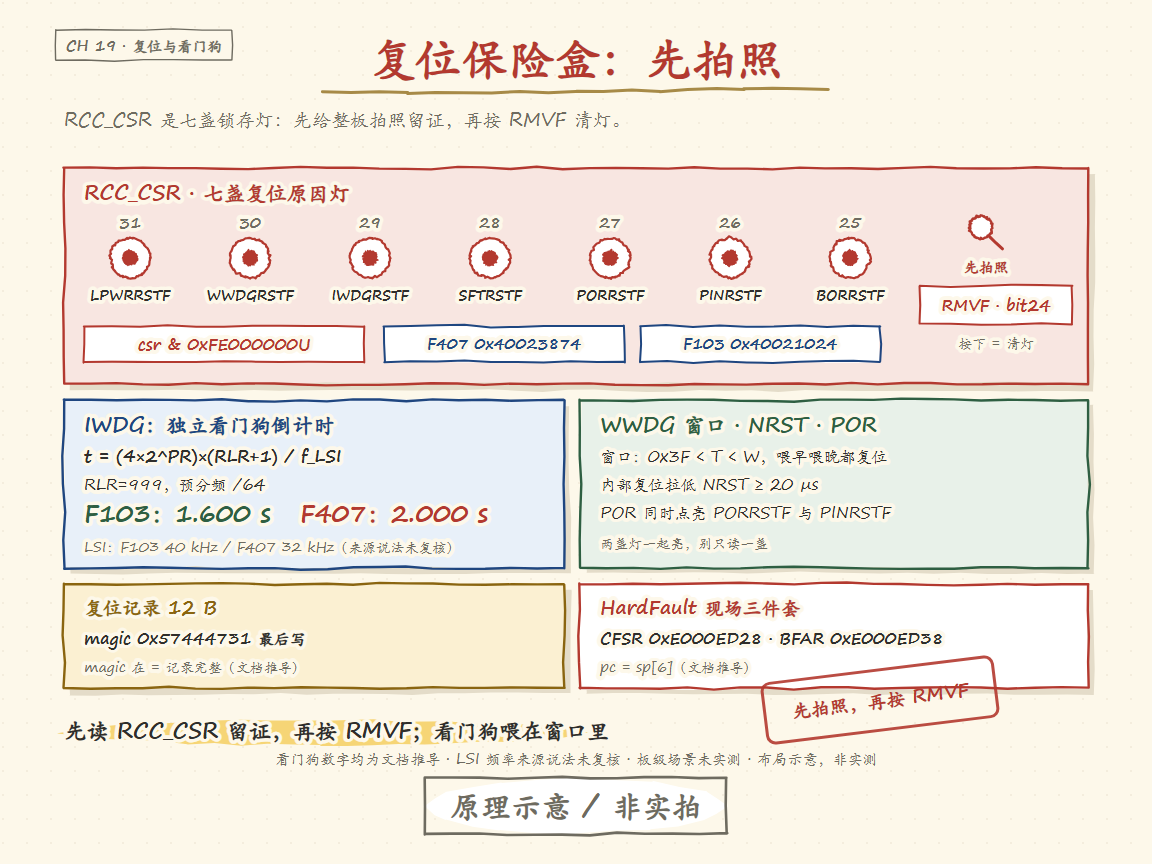 CH 19 · 复位与看门狗
复位保险盒：先拍照
RCC_CSR 是七盏锁存灯：先给整板拍照留证，再按 RMVF 清灯。
RCC_CSR · 七盏复位原因灯
31 30 29 28 27 26 25
LPWRRSTF WWDGRSTF IWDGRSTF SFTRSTF PORRSTF PINRSTF BORRSTF
先拍照
RMVF · bit24
按下 = 清灯
csr & 0xFE000000U
F407 0x40023874
F103 0x40021024
IWDG：独立看门狗倒计时
t = (4×2^PR)×(RLR+1) / f_LSI
RLR=999，预分频 /64
F103：1.600 s F407：2.000 s
LSI：F103 40 kHz / F407 32 kHz（来源说法未复核）
WWDG 窗口 · NRST · POR
窗口：0x3F < T < W，喂早喂晚都复位
内部复位拉低 NRST ≥ 20 μs
POR 同时点亮 PORRSTF 与 PINRSTF
两盏灯一起亮，别只读一盏
复位记录 12 B
magic 0x57444731 最后写
magic 在 = 记录完整（文档推导）
HardFault 现场三件套
CFSR 0xE000ED28 · BFAR 0xE000ED38
pc = sp[6]（文档推导）
先拍照，再按 RMVF
先读 RCC_CSR 留证，再按 RMVF；看门狗喂在窗口里
看门狗数字均为文档推导 · LSI 频率来源说法未复核 · 板级场景未实测 · 布局示意，非实测
原理示意 / 非实拍